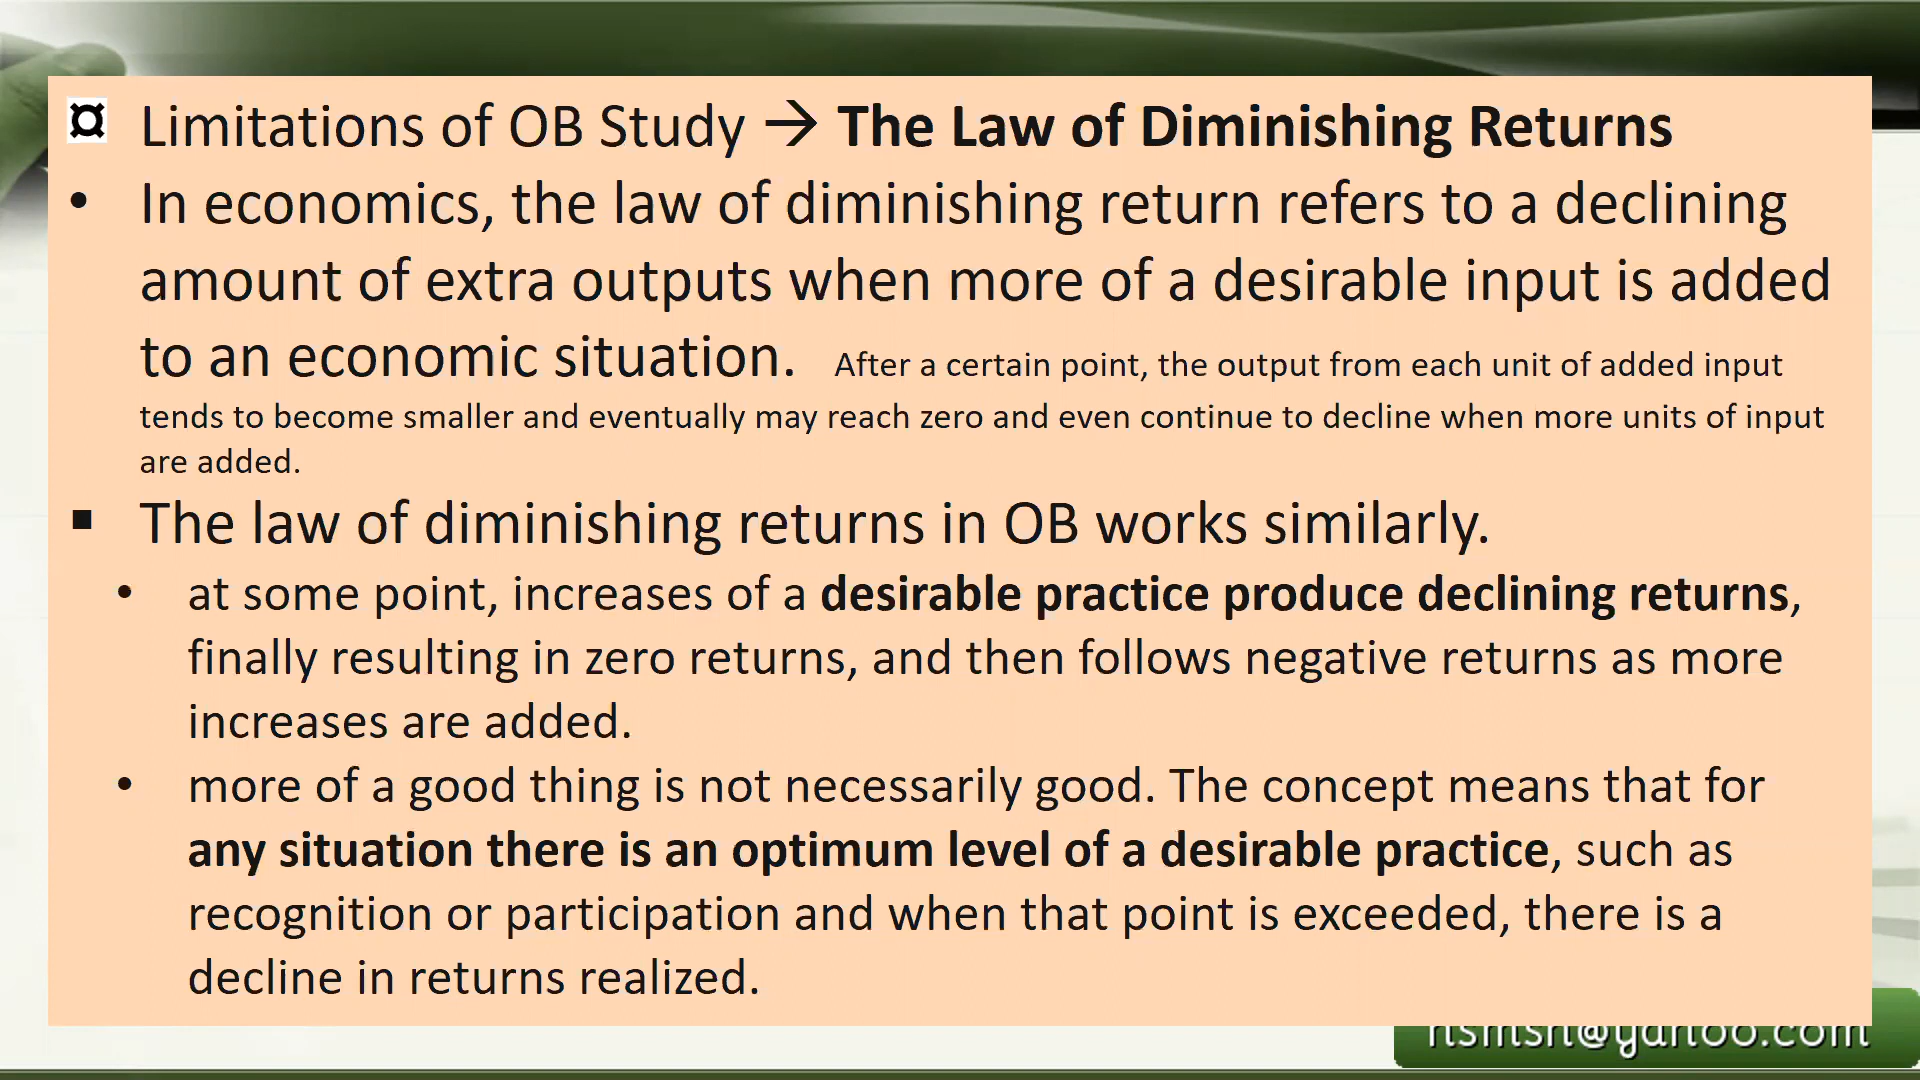 ¤ Limitations of OB Study → The Law of Diminishing Returns
• In economics, the law of diminishing return refers to a declining
amount of extra outputs when more of a desirable input is added
to an economic situation. After a certain point, the output from each unit of added input
tends to become smaller and eventually may reach zero and even continue to decline when more units of input
are added.
▪ The law of diminishing returns in OB works similarly.
• at some point, increases of a desirable practice produce declining returns,
finally resulting in zero returns, and then follows negative returns as more
increases are added.
• more of a good thing is not necessarily good. The concept means that for
any situation there is an optimum level of a desirable practice, such as
recognition or participation and when that point is exceeded, there is a
decline in returns realized.